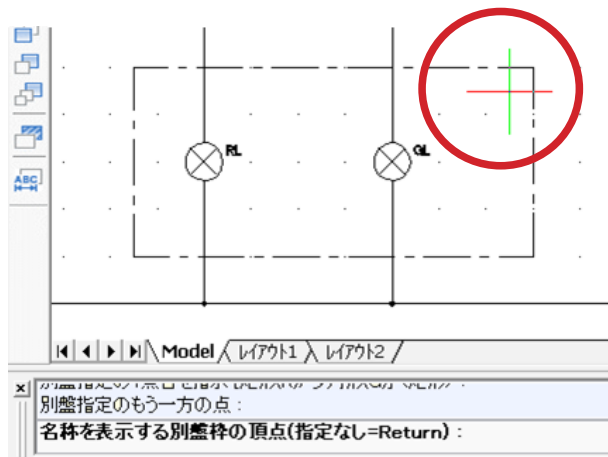 ABC
RL
GL
Model
レイアウト1
レイアウト2
別盤指定のもう一方の点：
名称を表示する別盤枠の頂点(指定なし=Return)：